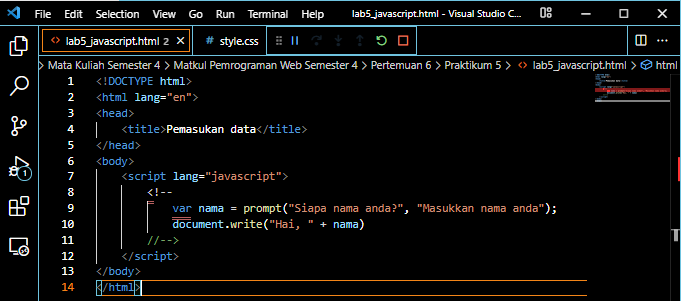 File Edit Selection View Go Run Terminal Help lab5_javascript.html - Visual Studio C...
lab5_javascript.html 2 # style.css
> Mata Kuliah Semester 4 > Matkul Pemrograman Web Semester 4 > Pertemuan 6 > Praktikum 5 > lab5_javascript.html > html
1 <!DOCTYPE html>
2 <html lang="en">
3 <head>
4 <title>Pemasukan data</title>
5 </head>
6 <body>
7 <script lang="javascript">
8 <!--
9 var nama = prompt("Siapa nama anda?", "Masukkan nama anda");
10 document.write("Hai, " + nama)
11 //-->
12 </script>
13 </body>
14 </html>
1